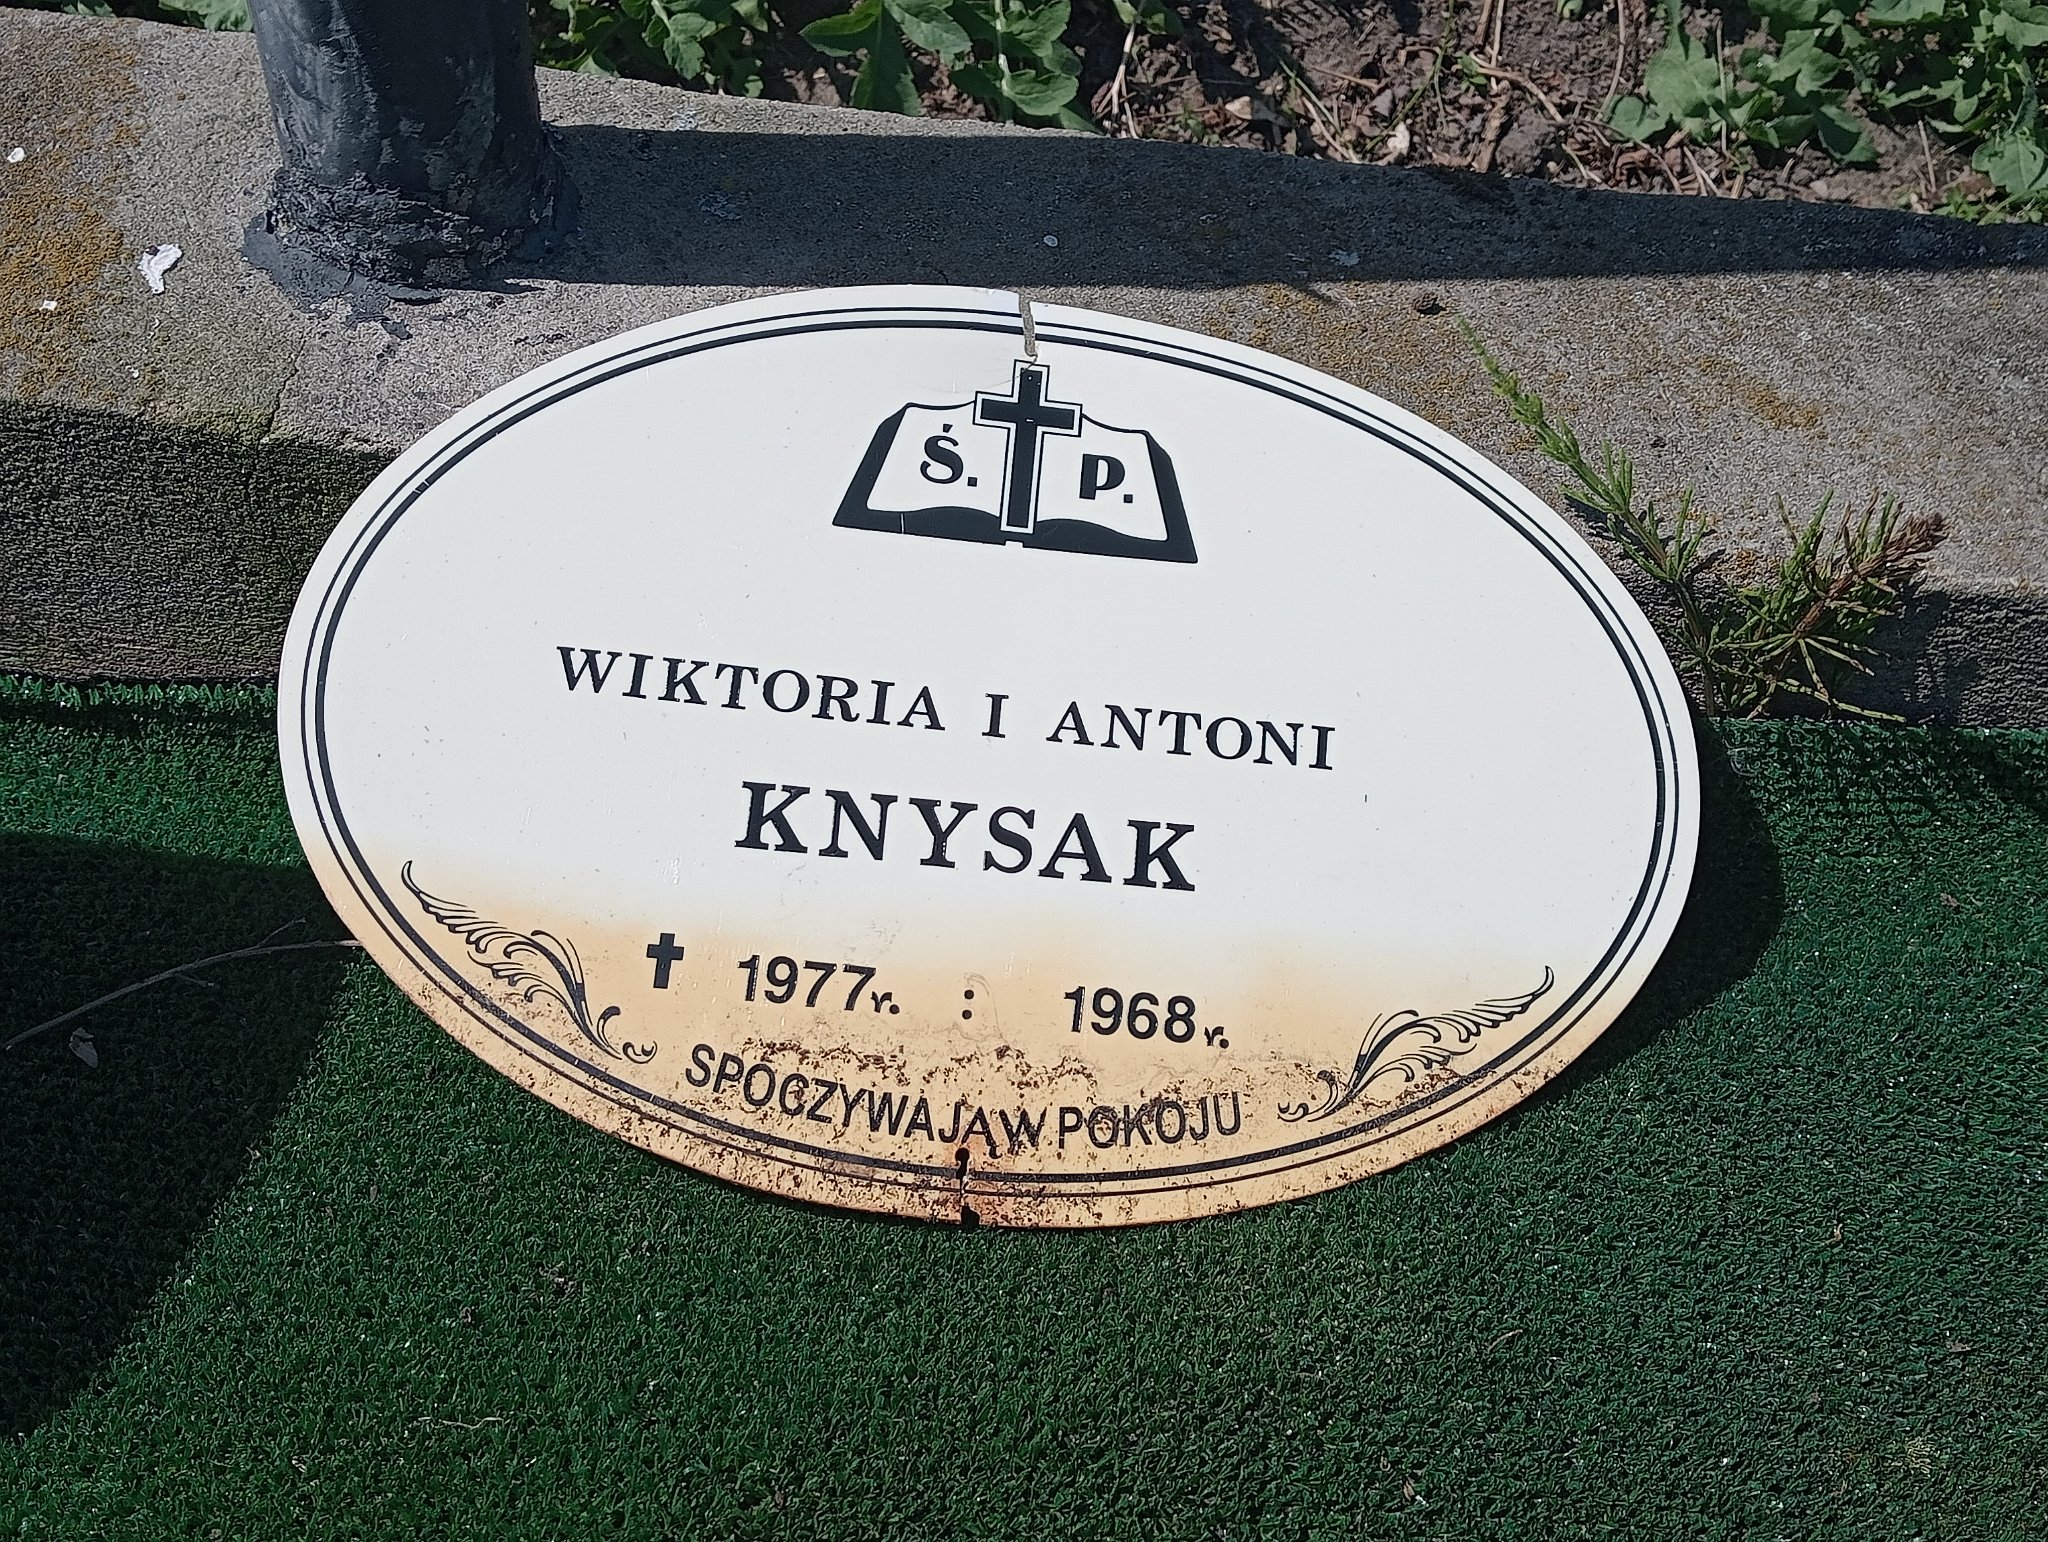 Ś. P.
WIKTORIA I ANTONI
KNYSAK
✝ 1977r. : 1968r.
SPOCZYWAJĄ W POKOJU